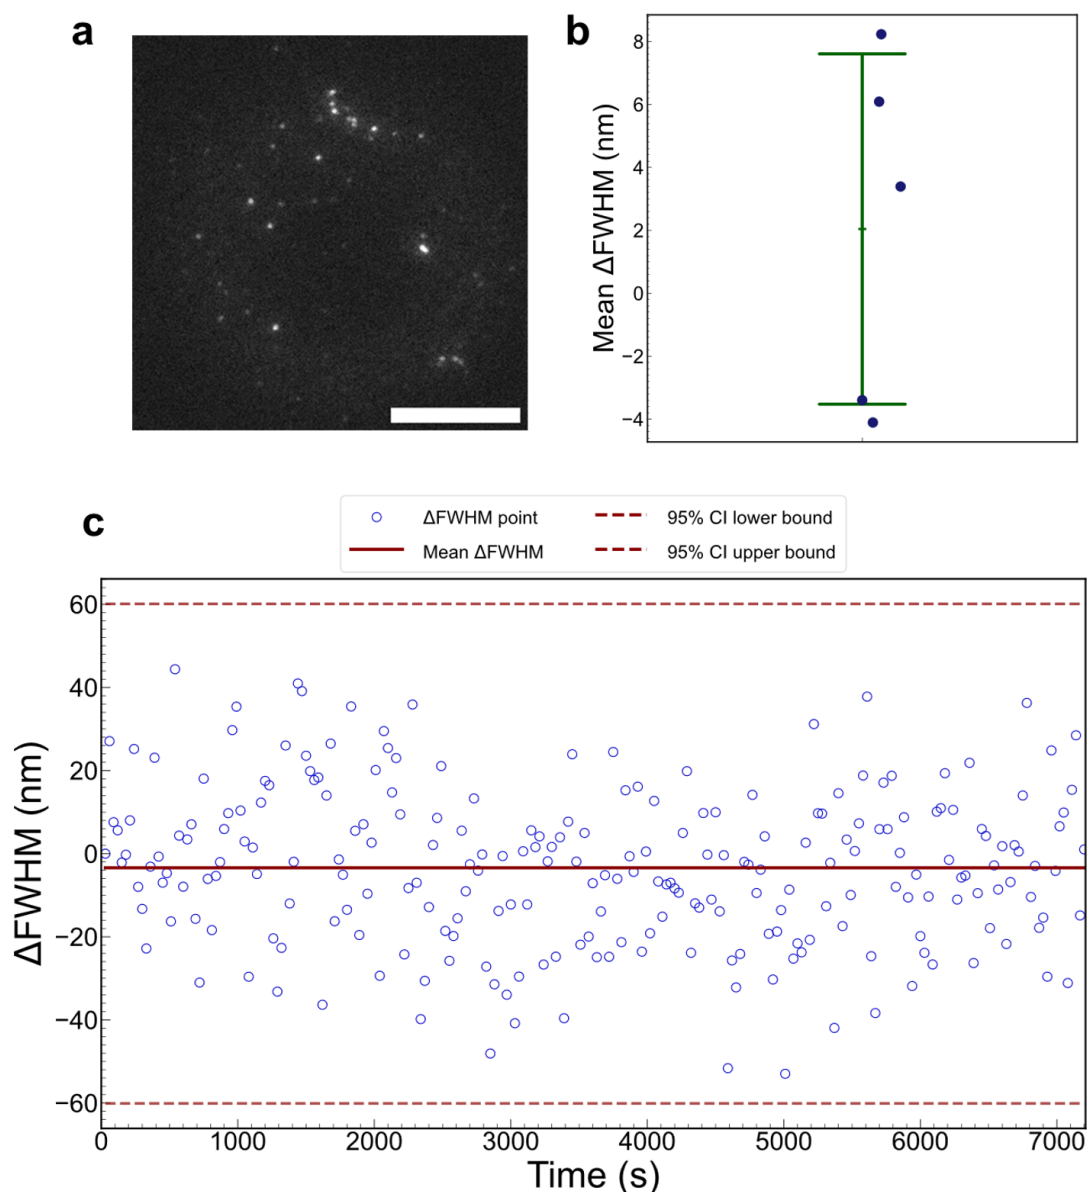 a
b
8
6
4
2
0
−2
−4
Mean ΔFWHM (nm)
c
ΔFWHM point
95% CI lower bound
Mean ΔFWHM
95% CI upper bound
60
40
20
0
−20
−40
−60
ΔFWHM (nm)
0 1000 2000 3000 4000 5000 6000 7000
Time (s)